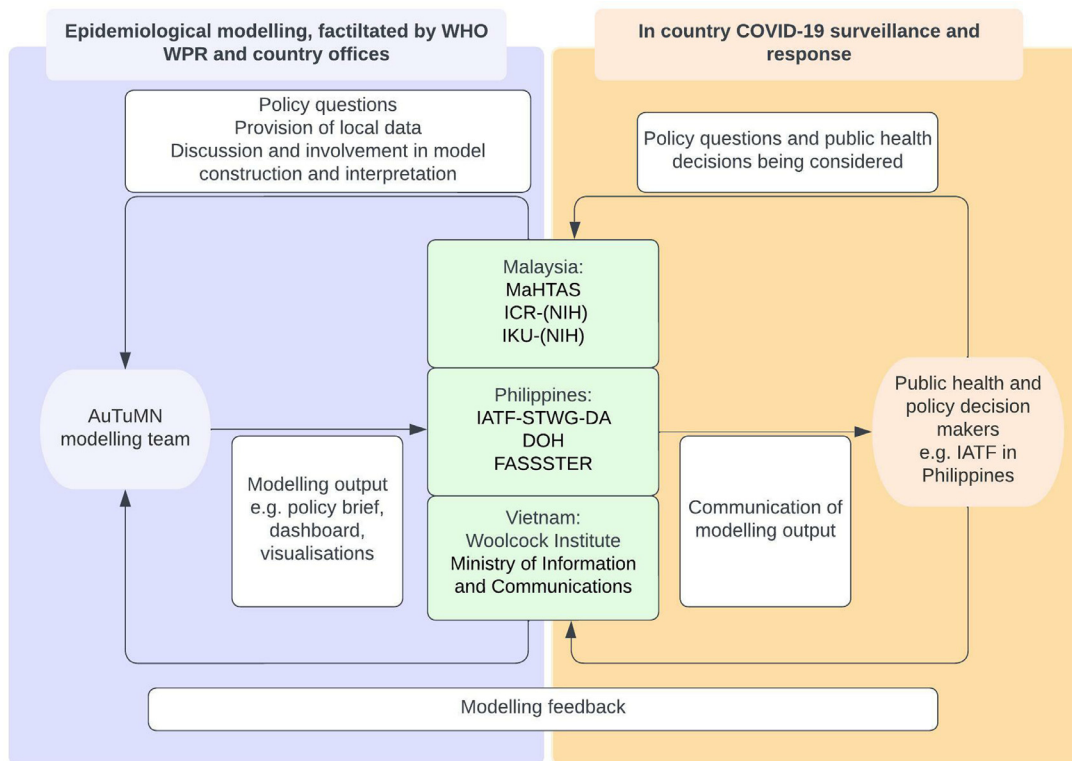 Epidemiological modelling, factiltated by WHO
WPR and country offices
In country COVID-19 surveillance and
response
Policy questions
Provision of local data
Discussion and involvement in model
construction and interpretation
Policy questions and public health
decisions being considered
Malaysia:
MaHTAS
ICR-(NIH)
IKU-(NIH)
AuTuMN
modelling team
Philippines:
IATF-STWG-DA
DOH
FASSSTER
Public health and
policy decision
makers
e.g. IATF in
Philippines
Modelling output
e.g. policy brief,
dashboard,
visualisations
Vietnam:
Woolcock Institute
Ministry of Information
and Communications
Communication of
modelling output
Modelling feedback